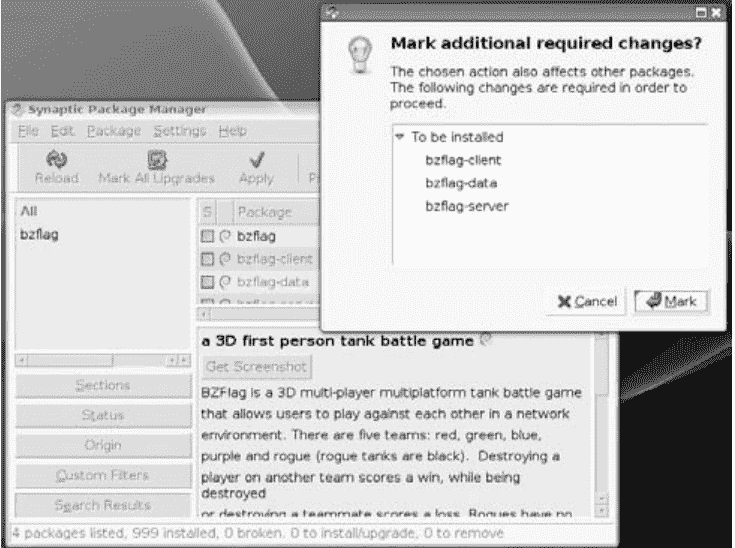 Mark additional required changes?
The chosen action also affects other packages.
The following changes are required in order to
proceed.
To be installed
bzflag-client
bzflag-data
bzflag-server
Cancel
Mark
Synaptic Package Manager
File Edit Package Settings Help
Reload Mark All Upgrades Apply
All
bzflag
S Package
bzflag
bzflag-client
bzflag-data
a 3D first person tank battle game
Get Screenshot
BZFlag is a 3D multi-player multiplatform tank battle game
that allows users to play against each other in a network
environment. There are five teams: red, green, blue,
purple and rogue (rogue tanks are black). Destroying a
player on another team scores a win, while being
destroyed
or destroying a teammate scores a loss. Rogues have no
Sections
Status
Origin
Custom Filters
Search Results
4 packages listed, 999 installed, 0 broken. 0 to install/upgrade, 0 to remove